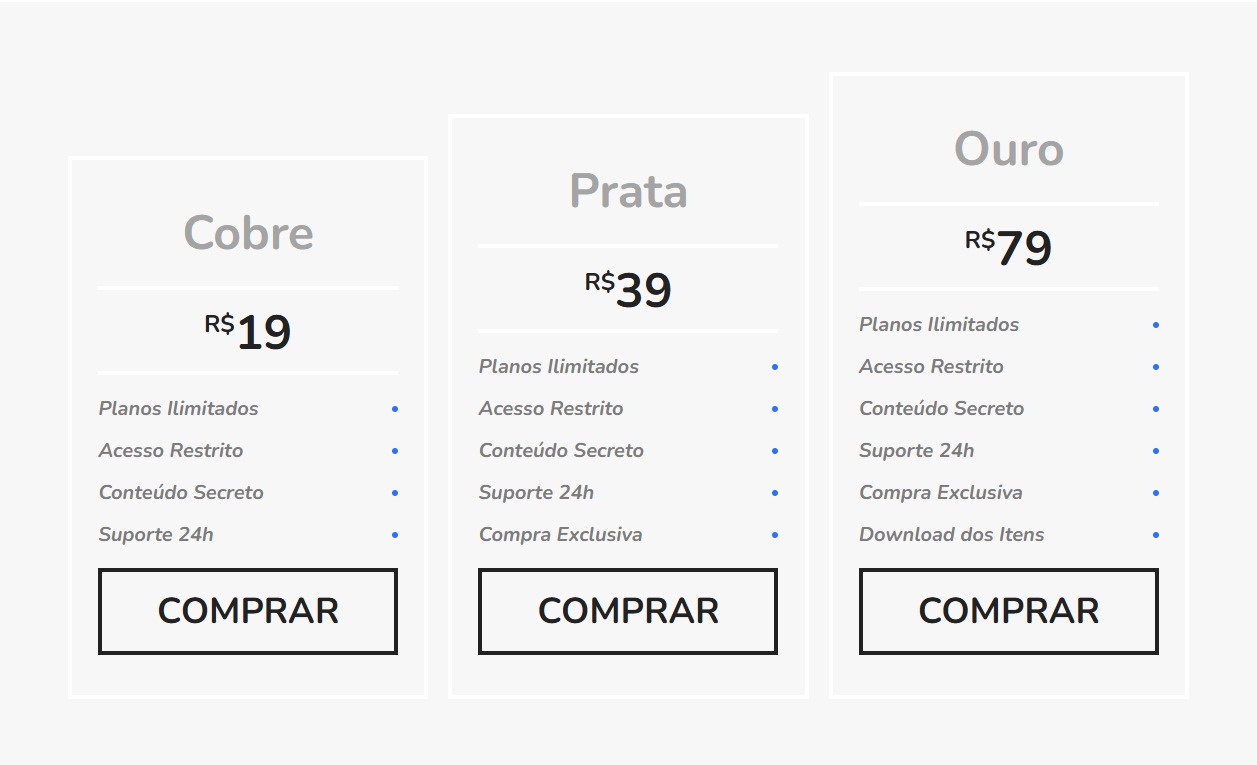 Cobre
R$19
Planos Ilimitados
Acesso Restrito
Conteúdo Secreto
Suporte 24h
COMPRAR
Prata
R$39
Planos Ilimitados
Acesso Restrito
Conteúdo Secreto
Suporte 24h
Compra Exclusiva
COMPRAR
Ouro
R$79
Planos Ilimitados
Acesso Restrito
Conteúdo Secreto
Suporte 24h
Compra Exclusiva
Download dos Itens
COMPRAR